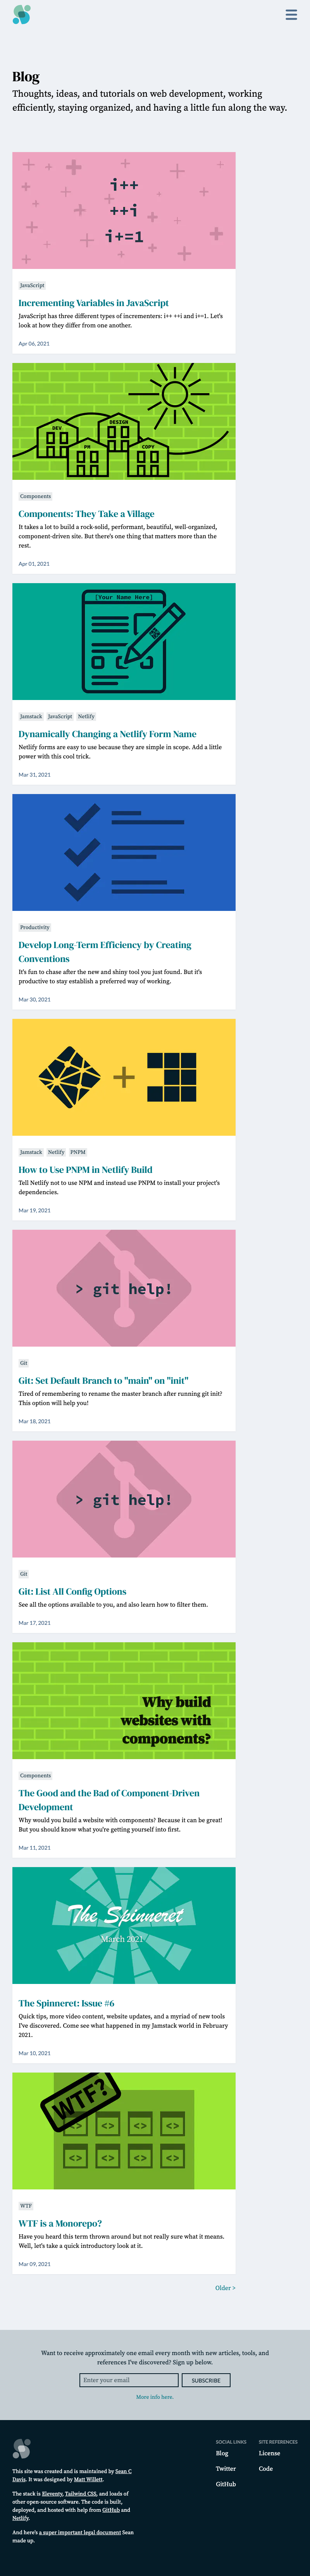 Blog
Thoughts, ideas, and tutorials on web development, working
efficiently, staying organized, and having a little fun along the way.
i++
++i
i+=1
JavaScript
Incrementing Variables in JavaScript
JavaScript has three different types of incrementers: i++ ++i and i+=1. Let's
look at how they differ from one another.
Apr 06, 2021
DEV
PM
DESIGN
COPY
Components
Components: They Take a Village
It takes a lot to build a rock-solid, performant, beautiful, well-organized,
component-driven site. But there's one thing that matters more than the
rest.
Apr 01, 2021
[Your Name Here]
Jamstack JavaScript Netlify
Dynamically Changing a Netlify Form Name
Netlify forms are easy to use because they are simple in scope. Add a little
power with this cool trick.
Mar 31, 2021
Productivity
Develop Long-Term Efficiency by Creating
Conventions
It's fun to chase after the new and shiny tool you just found. But it's
productive to stay establish a preferred way of working.
Mar 30, 2021
Jamstack Netlify PNPM
How to Use PNPM in Netlify Build
Tell Netlify not to use NPM and instead use PNPM to install your project's
dependencies.
Mar 19, 2021
> git help!
Git
Git: Set Default Branch to "main" on "init"
Tired of remembering to rename the master branch after running git init?
This option will help you!
Mar 18, 2021
> git help!
Git
Git: List All Config Options
See all the options available to you, and also learn how to filter them.
Mar 17, 2021
Why build
websites with
components?
Components
The Good and the Bad of Component-Driven
Development
Why would you build a website with components? Because it can be great!
But you should know what you're getting yourself into first.
Mar 11, 2021
The Spinneret
March 2021
The Spinneret: Issue #6
Quick tips, more video content, website updates, and a myriad of new tools
I've discovered. Come see what happened in my Jamstack world in February
2021.
Mar 10, 2021
WTF?
<> <> <> <>
<> <> <> <>
WTF
WTF is a Monorepo?
Have you heard this term thrown around but not really sure what it means.
Well, let's take a quick introductory look at it.
Mar 09, 2021
Older >
Want to receive approximately one email every month with new articles, tools, and
references I've discovered? Sign up below.
Enter your email SUBSCRIBE
More info here.
This site was created and is maintained by Sean C
Davis. It was designed by Matt Willett.
The stack is Eleventy, Tailwind CSS, and loads of
other open-source software. The code is built,
deployed, and hosted with help from GitHub and
Netlify.
And here's a super important legal document Sean
made up.
SOCIAL LINKS
Blog
Twitter
GitHub
SITE REFERENCES
License
Code